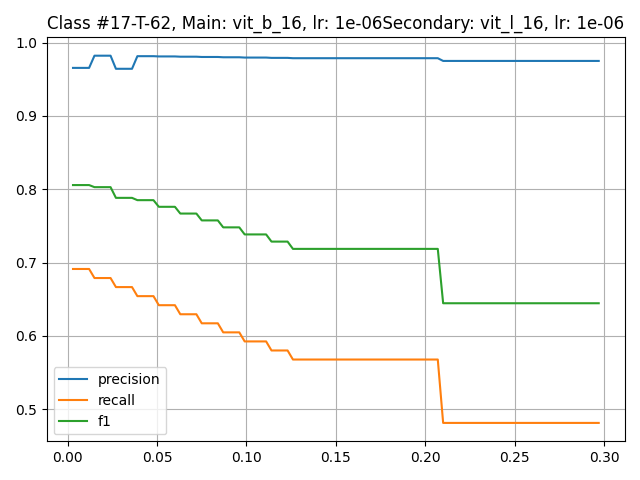 Class #17-T-62, Main: vit_b_16, lr: 1e-06Secondary: vit_l_16, lr: 1e-06
1.0
0.9
0.8
0.7
0.6
0.5
precision
recall
f1
0.00 0.05 0.10 0.15 0.20 0.25 0.30